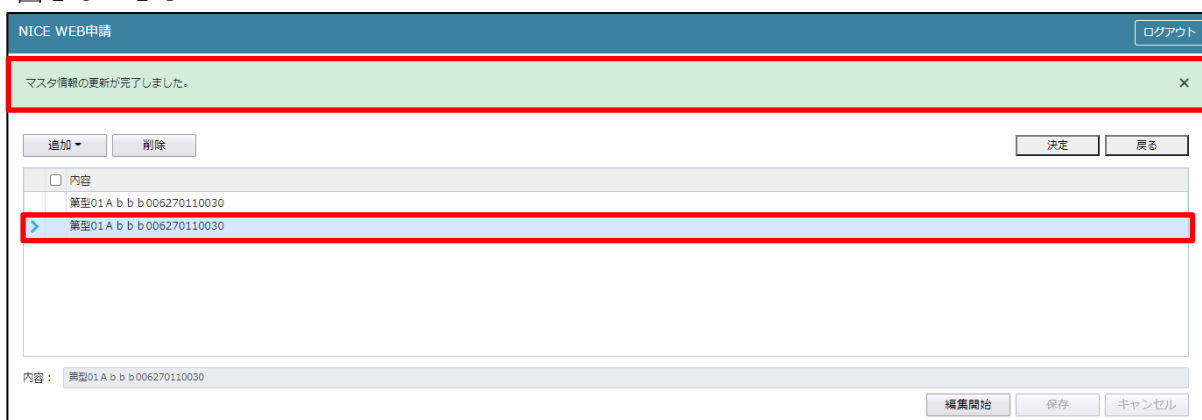 NICE WEB申請
ログアウト
マスタ情報の更新が完了しました。
×
追加
削除
決定
戻る
内容
第型01Ａｂｂｂ006270110030
第型01Ａｂｂｂ006270110030
内容：
第型01Ａｂｂｂ006270110030
編集開始
保存
キャンセル